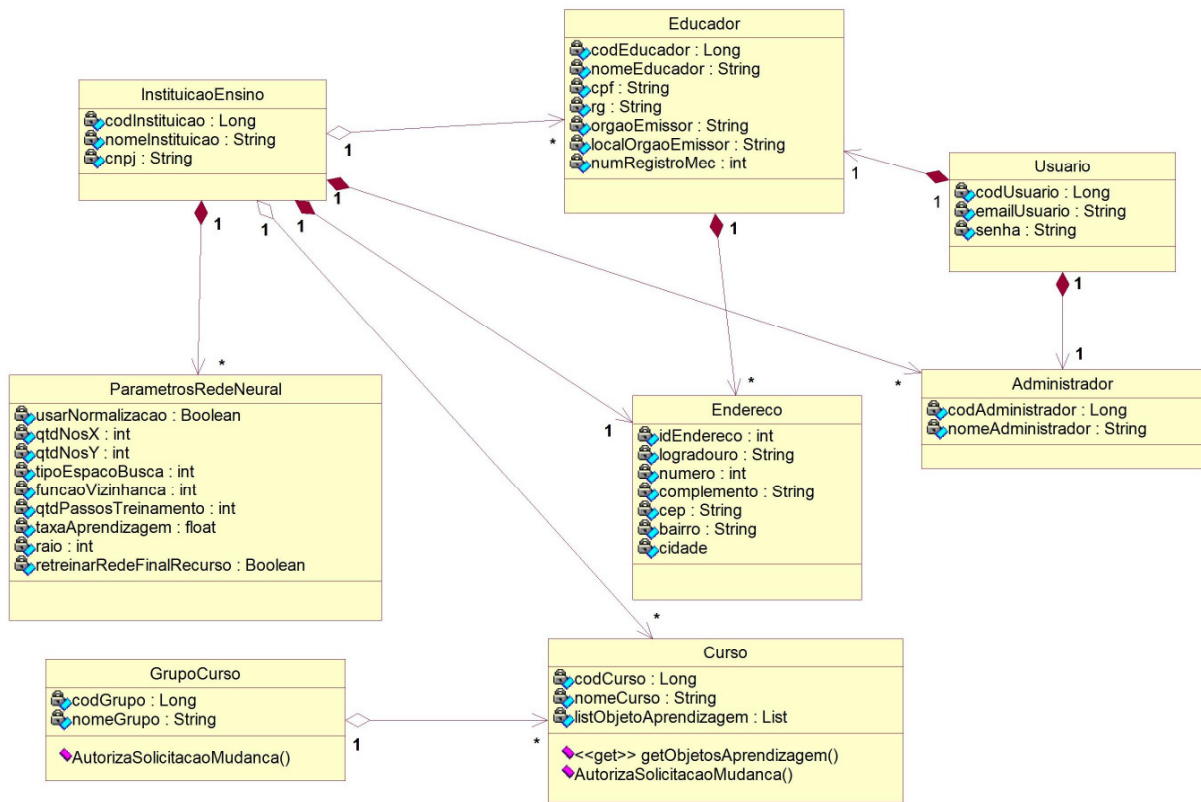 Educador
codEducador : Long
nomeEducador : String
cpf : String
rg : String
orgaoEmissor : String
localOrgaoEmissor : String
numRegistroMec : int
InstituicaoEnsino
codInstituicao : Long
nomeInstituicao : String
cnpj : String
Usuario
codUsuario : Long
emailUsuario : String
senha : String
1
*
1
1
1
1
1
1
1
1
1
*
ParametrosRedeNeural
usarNormalizacao : Boolean
qtdNosX : int
qtdNosY : int
tipoEspacoBusca : int
funcaoVizinhanca : int
qtdPassosTreinamento : int
taxaAprendizagem : float
raio : int
retreinarRedeFinalRecurso : Boolean
*
1
Endereco
idEndereco : int
logradouro : String
numero : int
complemento : String
cep : String
bairro : String
cidade
*
1
Administrador
codAdministrador : Long
nomeAdministrador : String
*
GrupoCurso
codGrupo : Long
nomeGrupo : String
AutorizaSolicitacaoMudanca()
1
*
Curso
codCurso : Long
nomeCurso : String
listObjetoAprendizagem : List
<<get>> getObjetosAprendizagem()
AutorizaSolicitacaoMudanca()